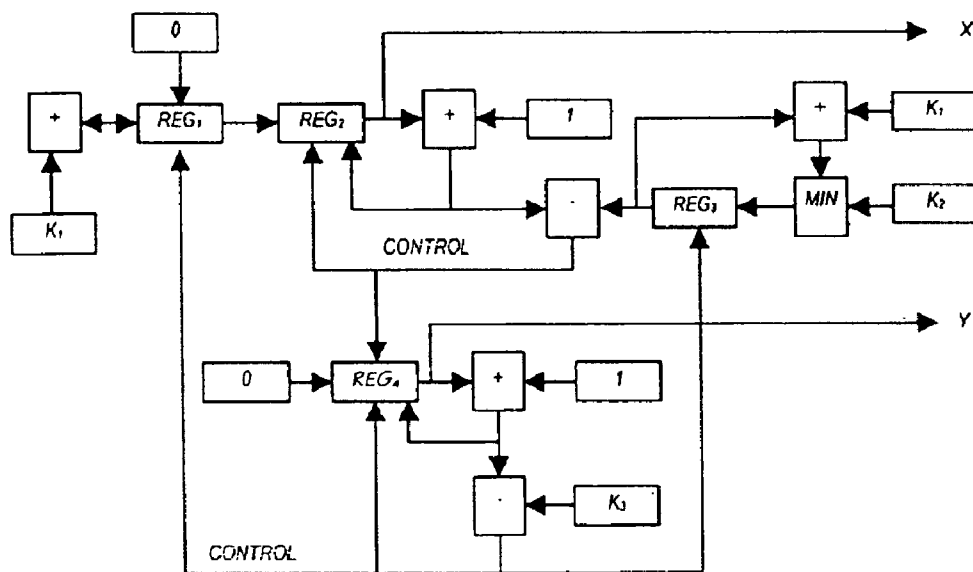 0
X
+
REG₁
REG₂
+
1
+
K₁
K₁
-
REG₃
MIN
K₂
CONTROL
Y
0
REG₄
+
1
-
K₃
CONTROL